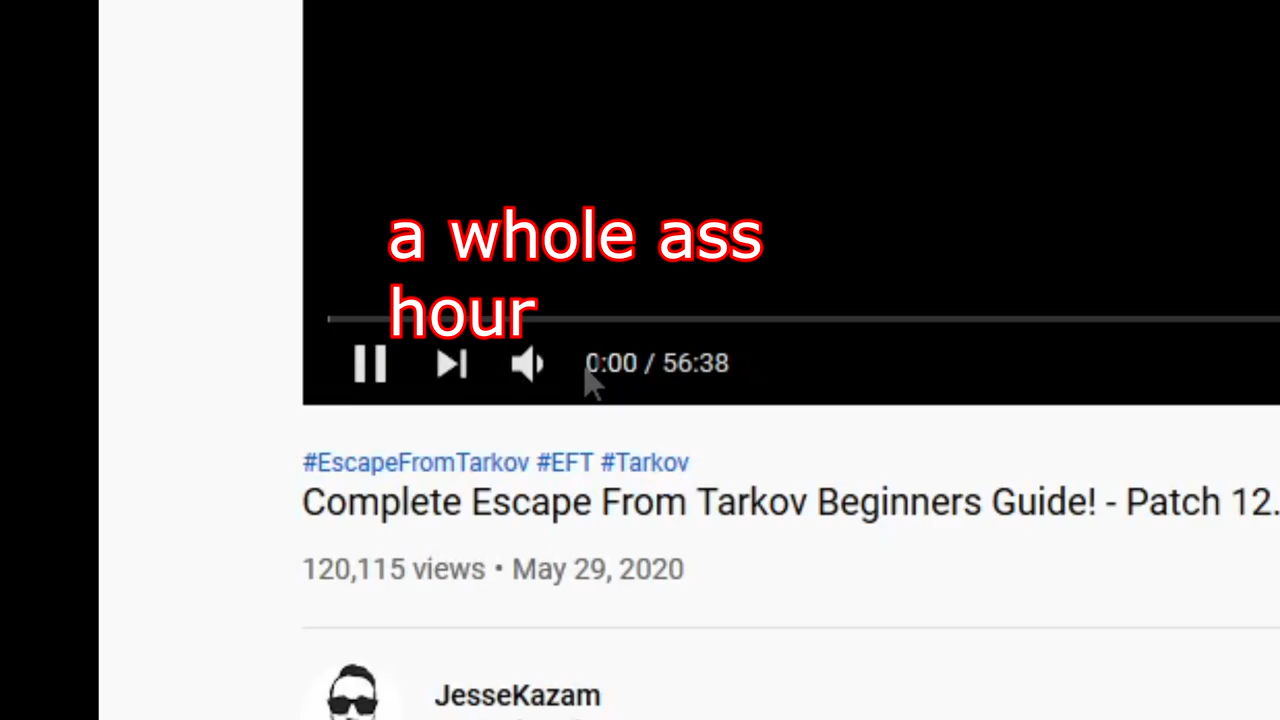 a whole ass
hour
0:00 / 56:38
#EscapeFromTarkov #EFT #Tarkov
Complete Escape From Tarkov Beginners Guide! - Patch 12.
120,115 views • May 29, 2020
JesseKazam